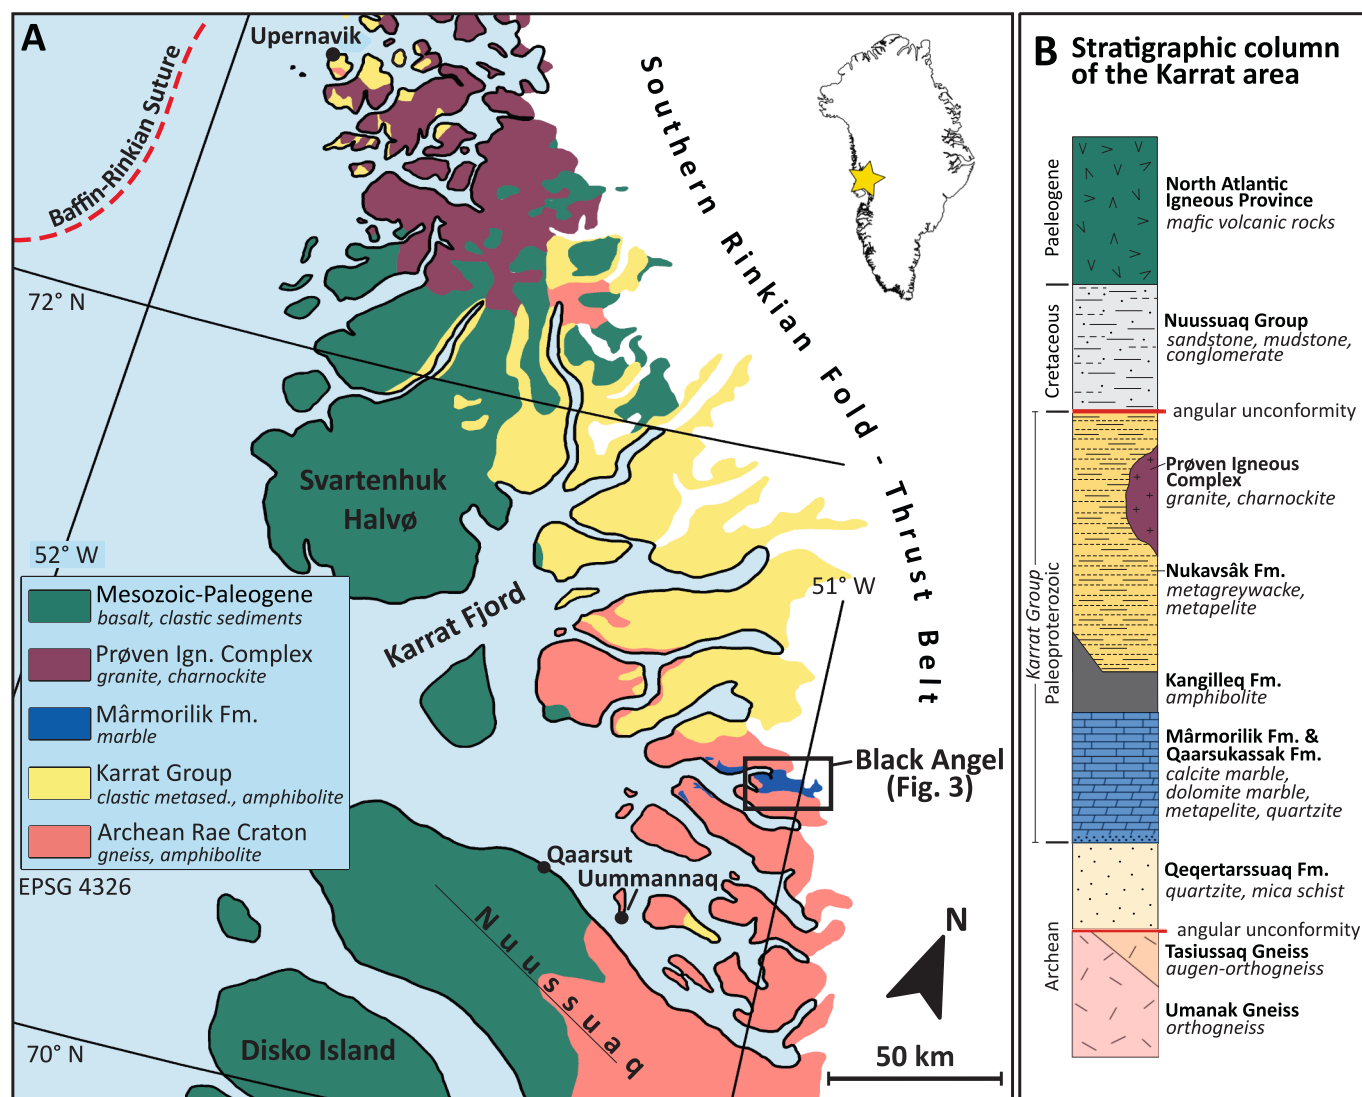 A
Upernavik
Baffin-Rinkian Suture
Southern Rinkian Fold - Thrust Belt
72° N
Svartenhuk
Halvø
52° W
51° W
Karrat Fjord
Mesozoic-Paleogene
basalt, clastic sediments
Prøven Ign. Complex
granite, charnockite
Mârmorilik Fm.
marble
Karrat Group
clastic metased., amphibolite
Archean Rae Craton
gneiss, amphibolite
EPSG 4326
Black Angel
(Fig. 3)
Qaarsut
Uummannaq
Nuussuaq
N
70° N
Disko Island
50 km
B Stratigraphic column
of the Karrat area
Paeleogene
North Atlantic
Igneous Province
mafic volcanic rocks
Cretaceous
Nuussuaq Group
sandstone, mudstone,
conglomerate
angular unconformity
Karrat Group
Paleoproterozoic
Prøven Igneous
Complex
granite, charnockite
Nukavsâk Fm.
metagreywacke,
metapelite
Kangilleq Fm.
amphibolite
Mârmorilik Fm. &
Qaarsukassak Fm.
calcite marble,
dolomite marble,
metapelite, quartzite
Qeqertarssuaq Fm.
quartzite, mica schist
angular unconformity
Archean
Tasiussaq Gneiss
augen-orthogneiss
Umanak Gneiss
orthogneiss